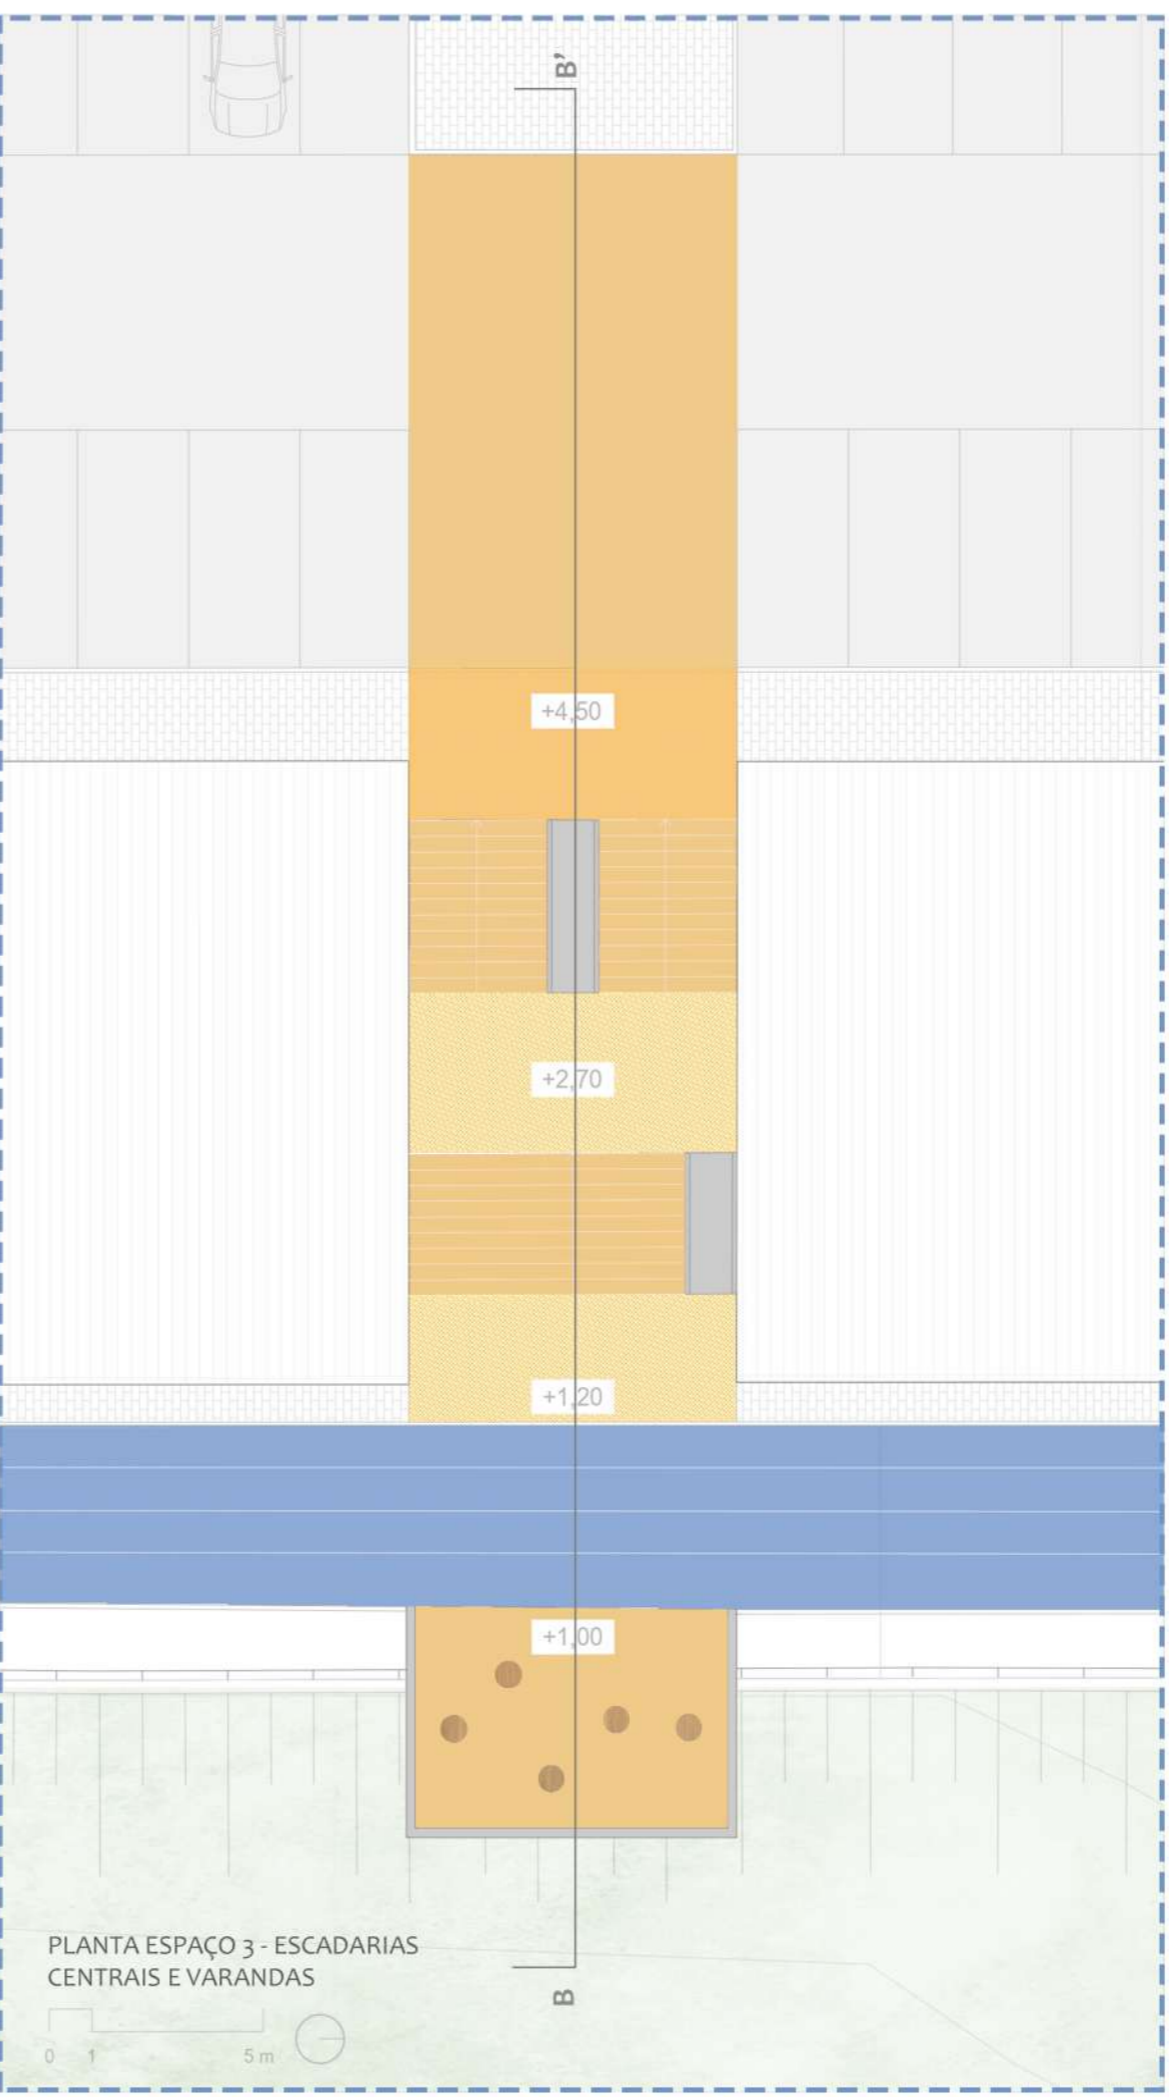 B'
+4,50
+2,70
+1,20
+1,00
B
PLANTA ESPAÇO 3 - ESCADARIAS
CENTRAIS E VARANDAS
0 1 5 m